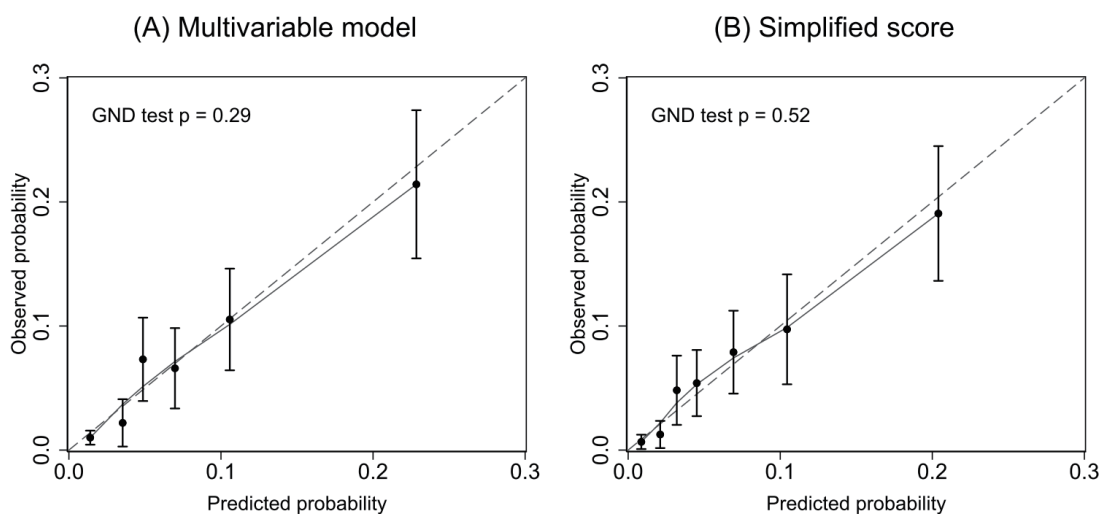 (A) Multivariable model
GND test p = 0.29
Observed probability
0.3
0.2
0.1
0.0
0.0 0.1 0.2 0.3
Predicted probability
(B) Simplified score
GND test p = 0.52
Observed probability
0.3
0.2
0.1
0.0
0.0 0.1 0.2 0.3
Predicted probability